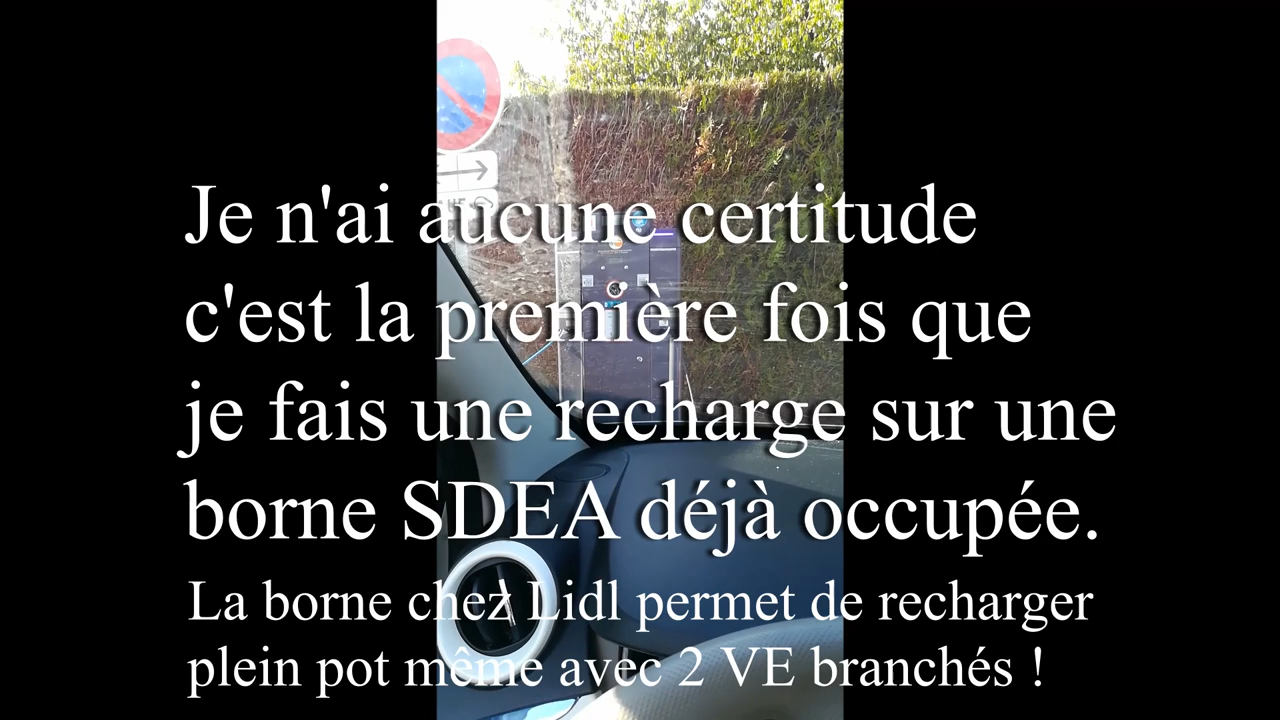 Je n'ai aucune certitude
c'est la première fois que
je fais une recharge sur une
borne SDEA déjà occupée.
La borne chez Lidl permet de recharger
plein pot même avec 2 VE branchés !